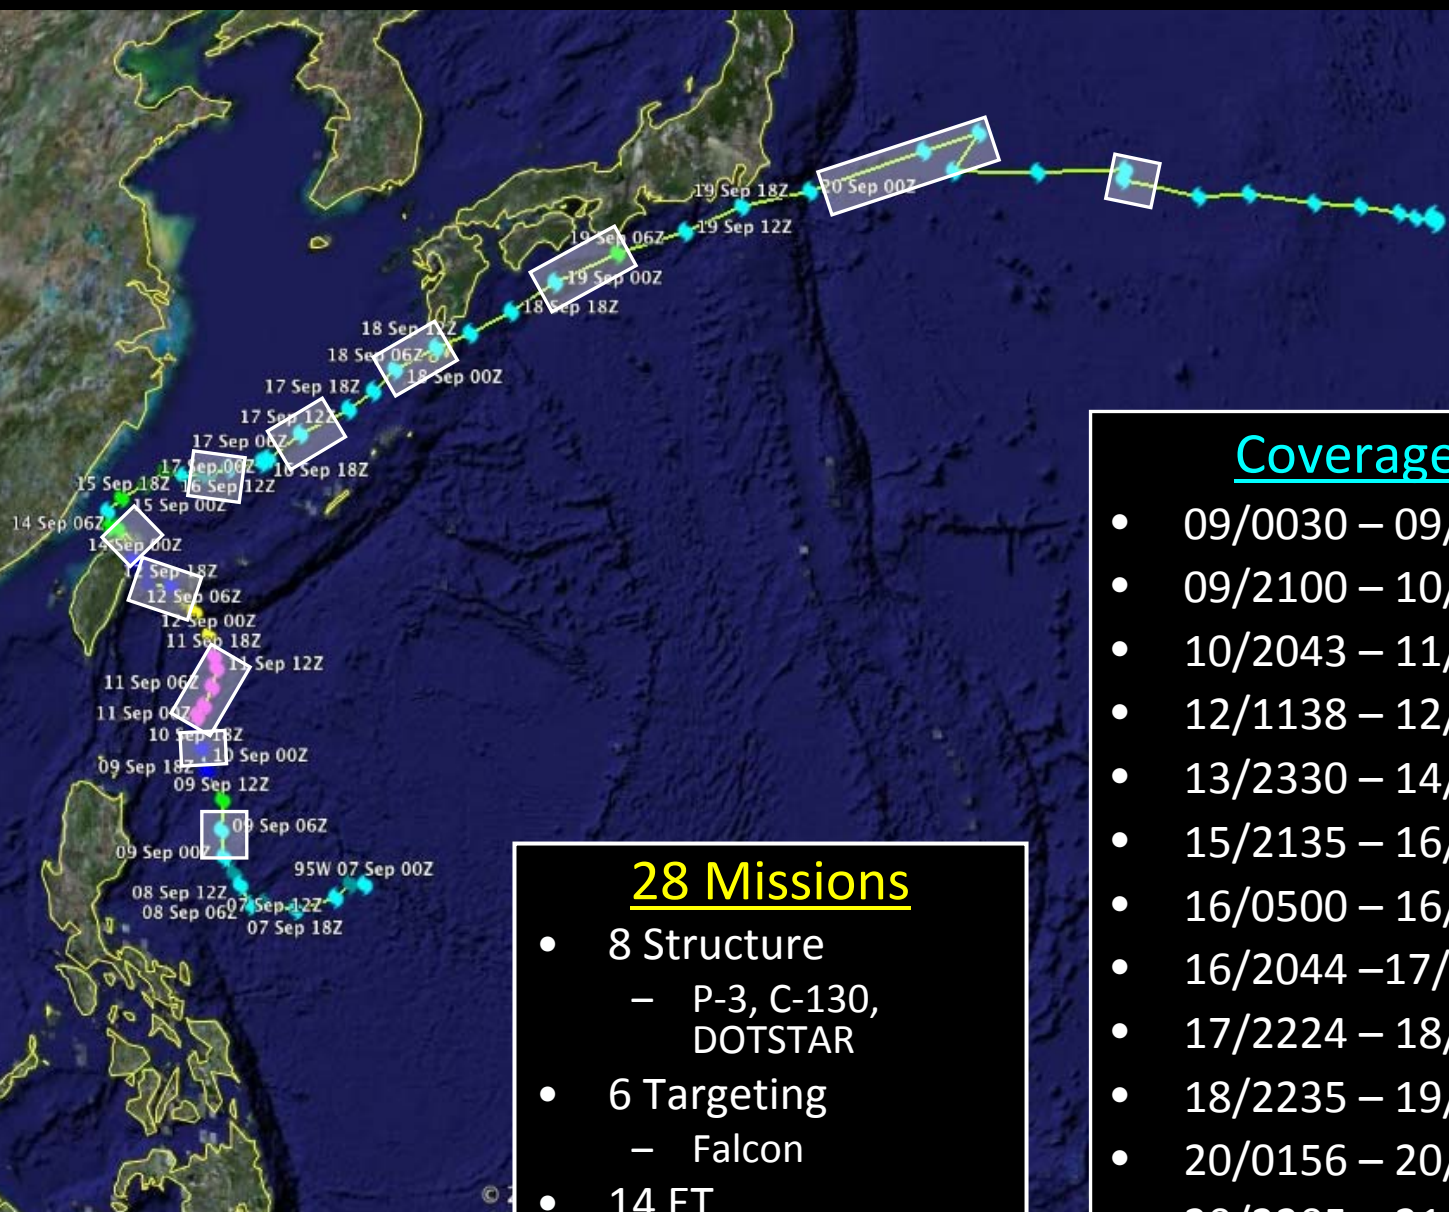 19 Sep 18Z
20 Sep 00Z
19 Sep 12Z
19 Sep 06Z
19 Sep 00Z
18 Sep 18Z
18 Sep 12Z
18 Sep 06Z
18 Sep 00Z
17 Sep 18Z
17 Sep 12Z
17 Sep 06Z
17 Sep 00Z
16 Sep 18Z
16 Sep 12Z
15 Sep 18Z
15 Sep 00Z
14 Sep 06Z
14 Sep 00Z
12 Sep 18Z
12 Sep 06Z
12 Sep 00Z
11 Sep 18Z
11 Sep 12Z
11 Sep 06Z
11 Sep 00Z
10 Sep 18Z
10 Sep 00Z
09 Sep 18Z
09 Sep 12Z
09 Sep 06Z
09 Sep 00Z
95W 07 Sep 00Z
08 Sep 12Z
08 Sep 06Z
07 Sep 12Z
07 Sep 18Z
28 Missions
• 8 Structure
– P-3, C-130,
DOTSTAR
• 6 Targeting
– Falcon
• 14 ET
©
Coverage
• 09/0030 – 09/
• 09/2100 – 10/
• 10/2043 – 11/
• 12/1138 – 12/
• 13/2330 – 14/
• 15/2135 – 16/
• 16/0500 – 16/
• 16/2044 –17/
• 17/2224 – 18/
• 18/2235 – 19/
• 20/0156 – 20/